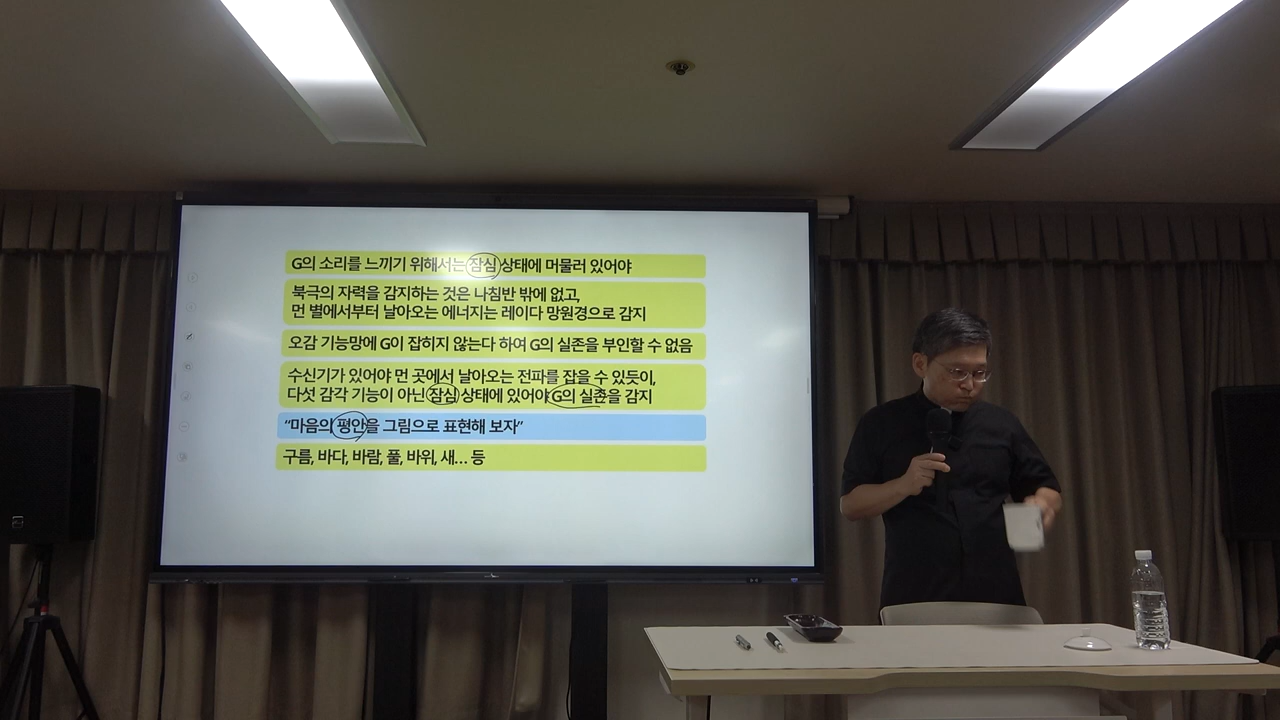 G의 소리를 느끼기 위해서는 잠심 상태에 머물러 있어야
북극의 자력을 감지하는 것은 나침반 밖에 없고,
먼 별에서부터 날아오는 에너지는 레이다 망원경으로 감지
오감 기능망에 G이 잡히지 않는다 하여 G의 실존을 부인할 수 없음
수신기가 있어야 먼 곳에서 날아오는 전파를 잡을 수 있듯이,
다섯 감각 기능이 아닌 잠심 상태에 있어야 G의 실존을 감지
“마음의 평안을 그림으로 표현해 보자”
구름, 바다, 바람, 풀, 바위, 새... 등